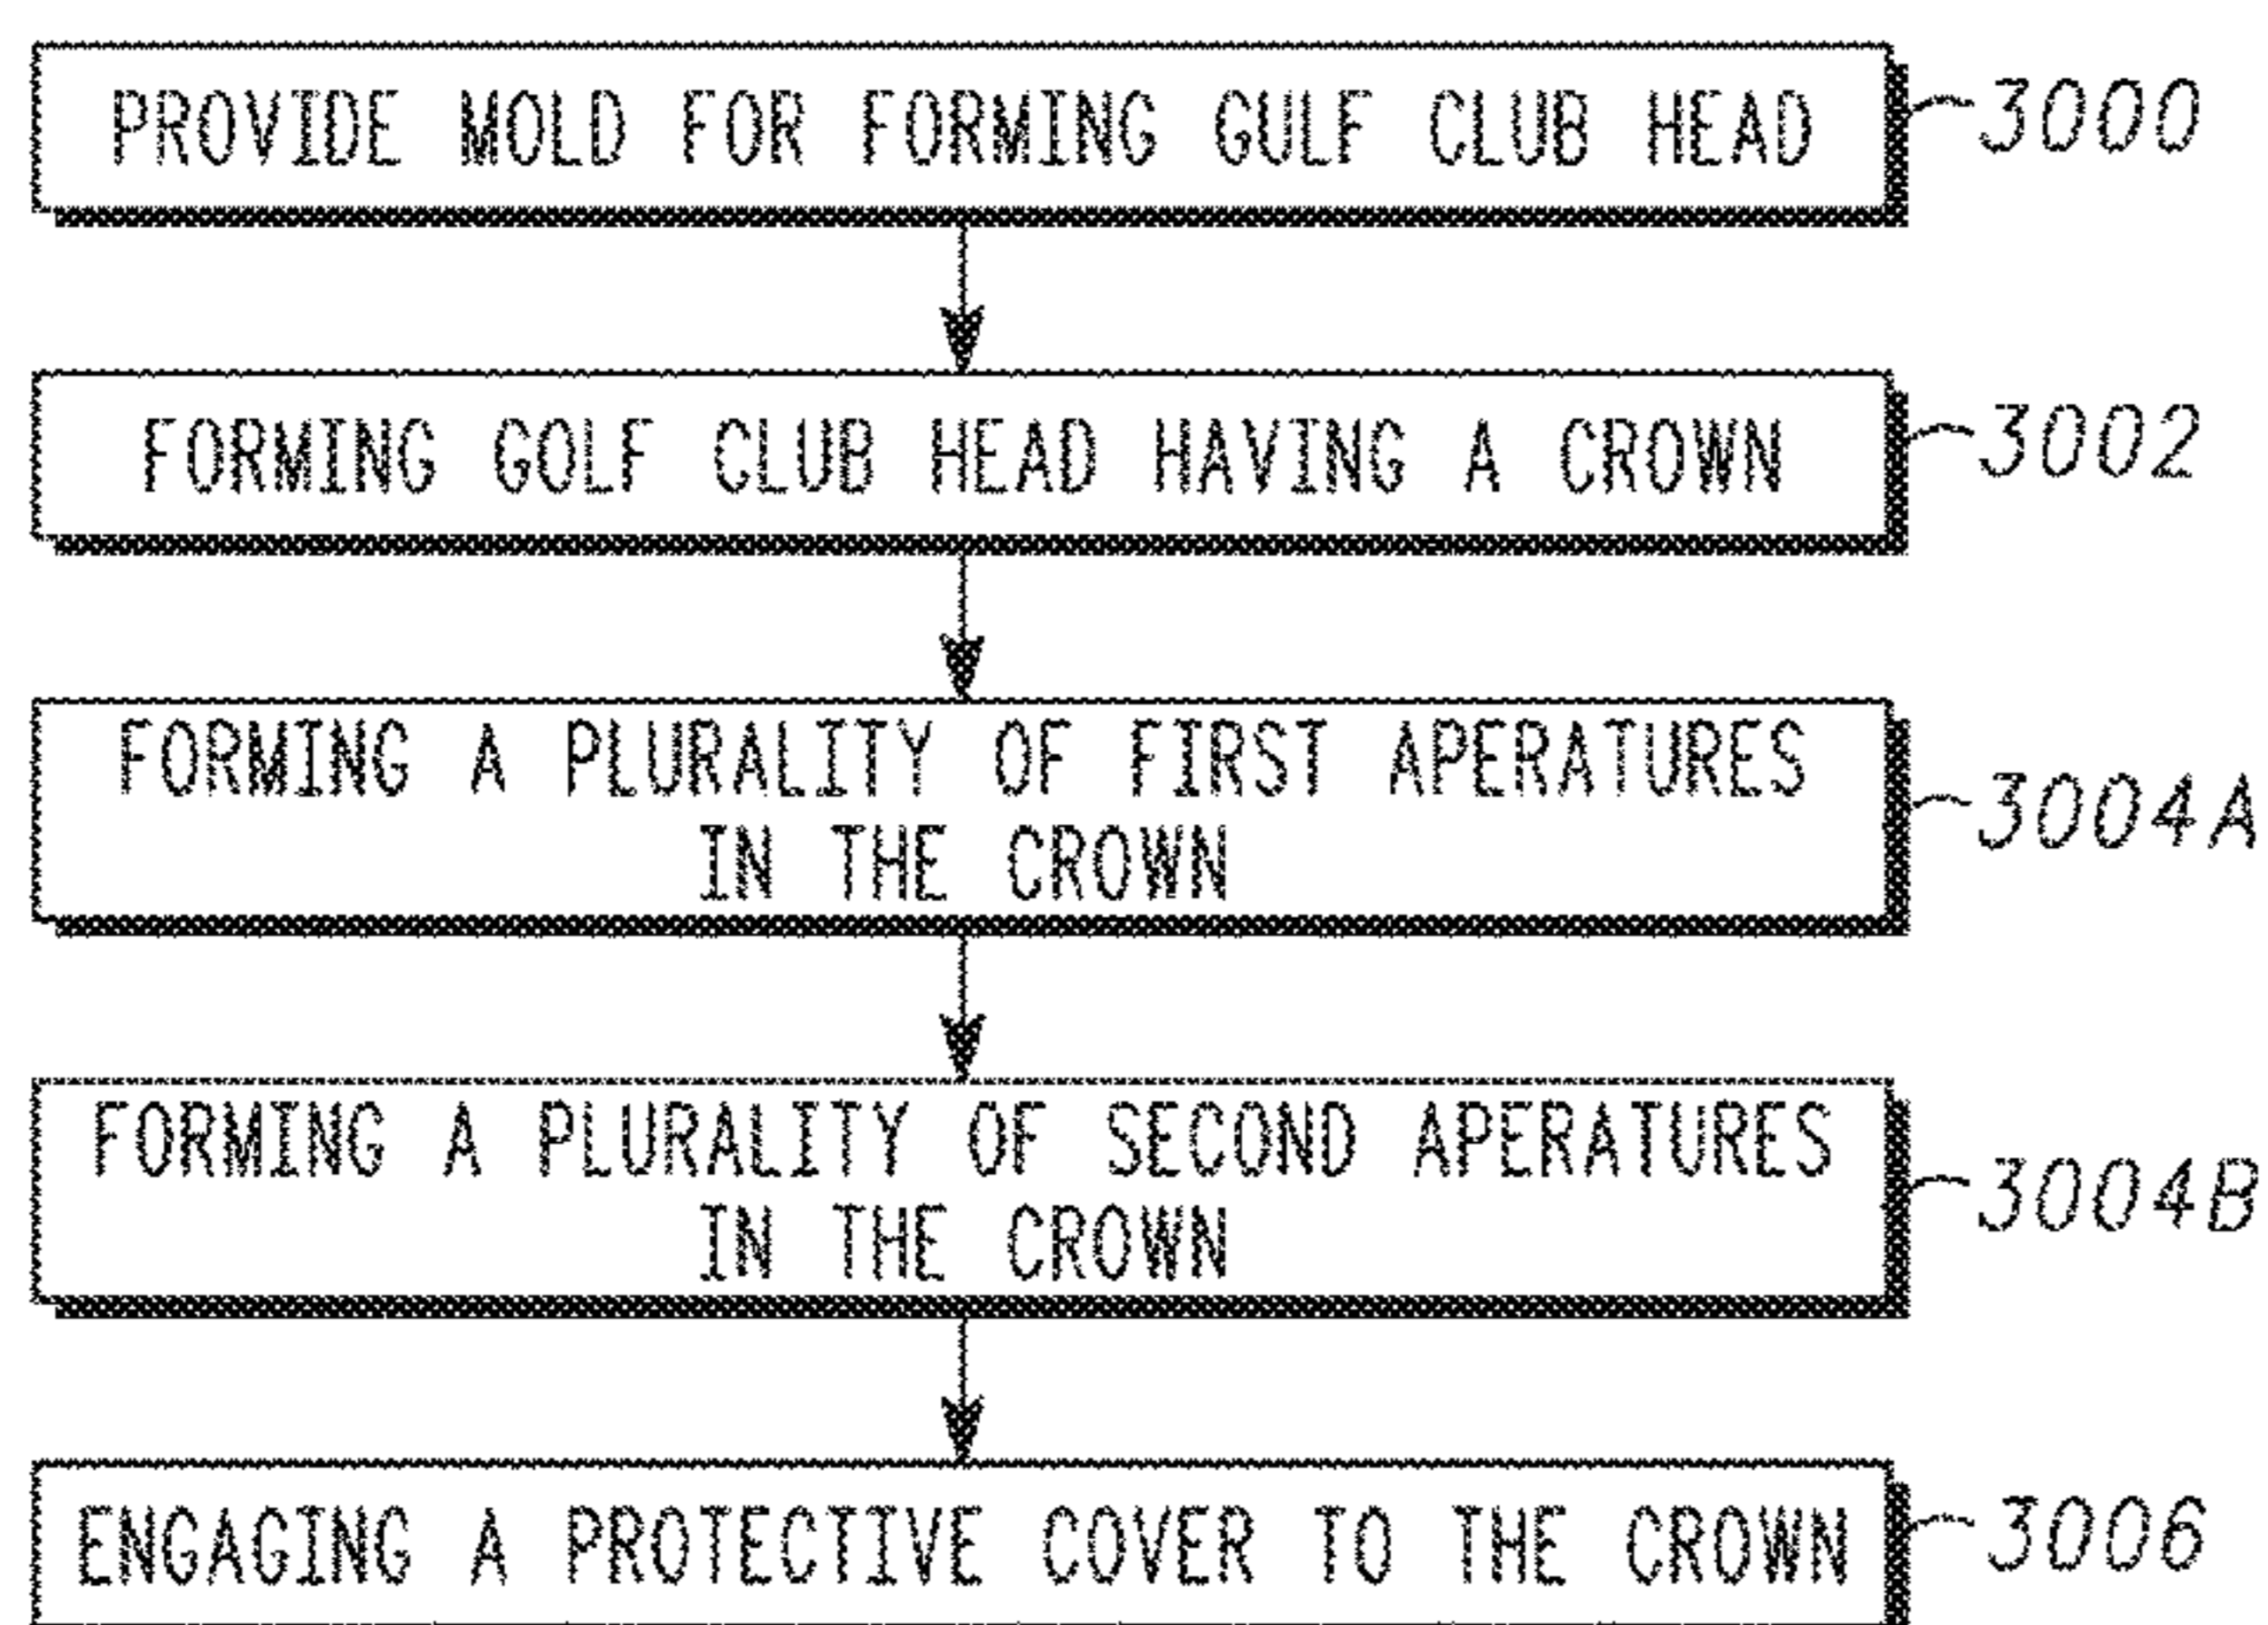 PROVIDE MOLD FOR FORMING GULF CLUB HEAD 3000
FORMING GOLF CLUB HEAD HAVING A CROWN 3002
FORMING A PLURALITY OF FIRST APERATURES
IN THE CROWN
3004A
FORMING A PLURALITY OF SECOND APERATURES
IN THE CROWN
3004B
ENGAGING A PROTECTIVE COVER TO THE CROWN 3006